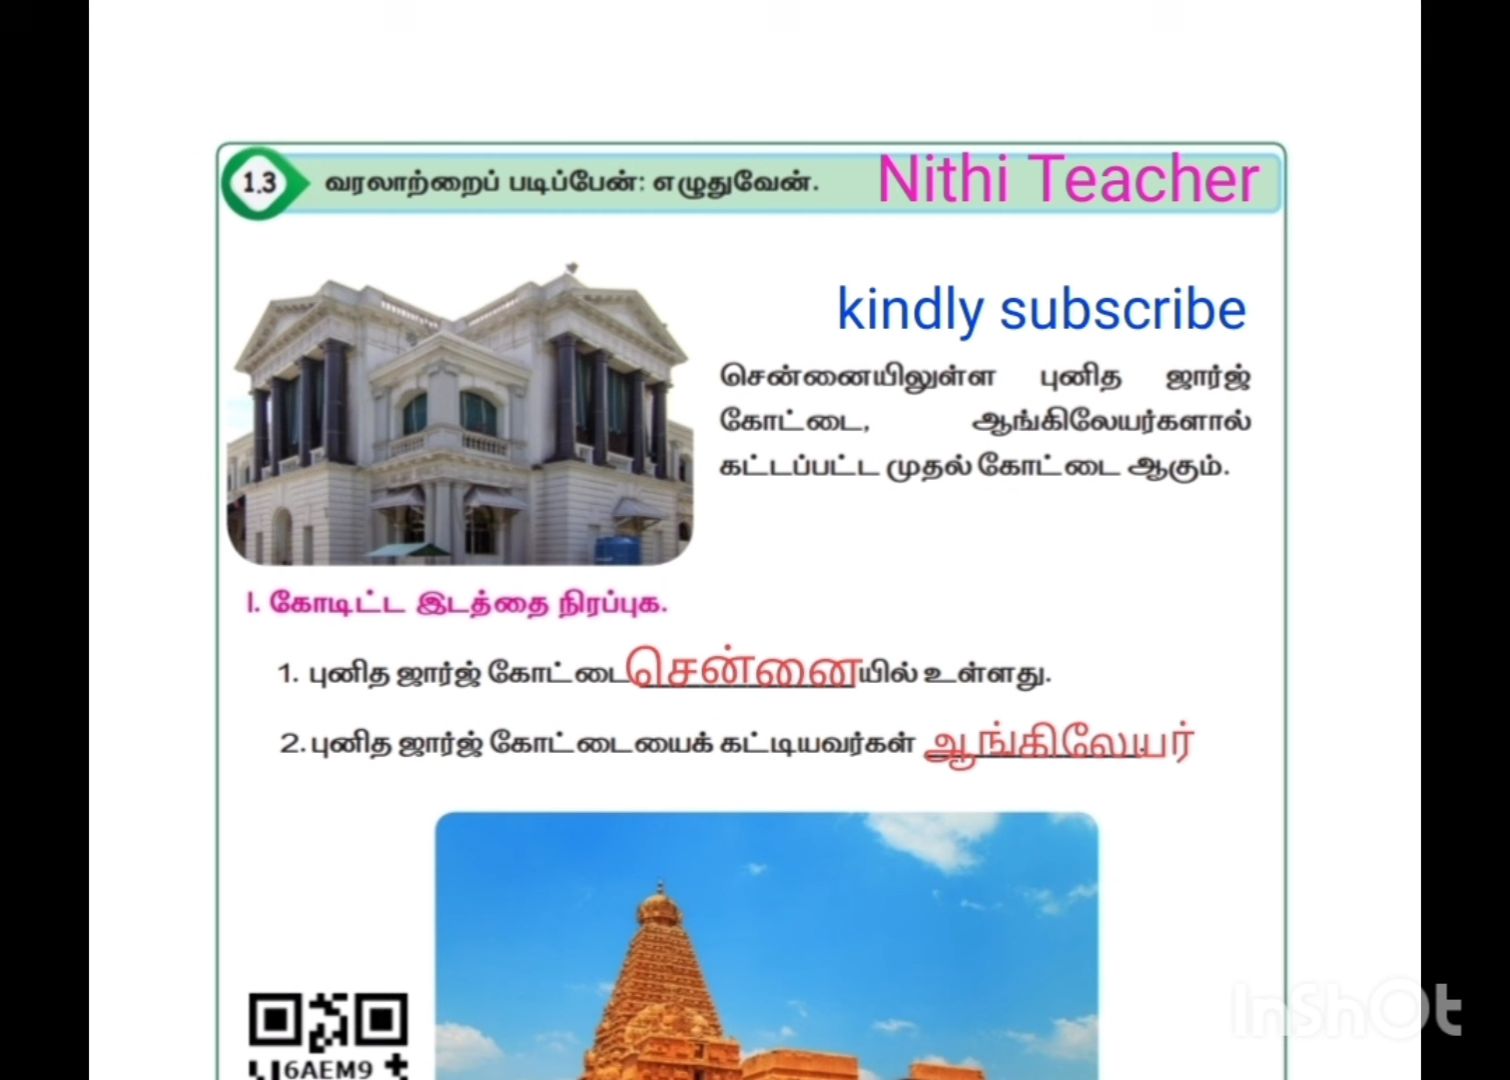 1.3 வரலாற்றைப் படிப்பேன்: எழுதுவேன்.
Nithi Teacher
kindly subscribe
சென்னையிலுள்ள புனித ஜார்ஜ்
கோட்டை, ஆங்கிலேயர்களால்
கட்டப்பட்ட முதல் கோட்டை ஆகும்.
I. கோடிட்ட இடத்தை நிரப்புக.
1. புனித ஜார்ஜ் கோட்டை சென்னை யில் உள்ளது.
2. புனித ஜார்ஜ் கோட்டையைக் கட்டியவர்கள் ஆங்கிலேயர்.
6AEM9
InShOt